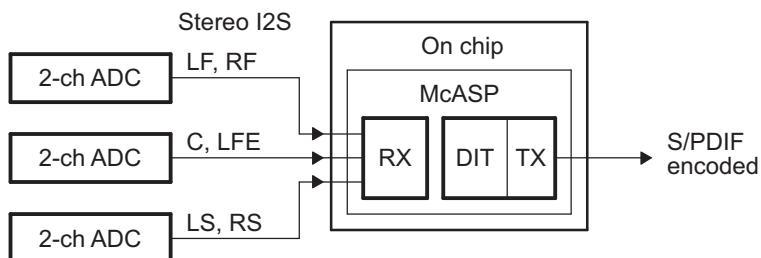 Stereo I2S
2-ch ADC
LF, RF
2-ch ADC
C, LFE
2-ch ADC
LS, RS
On chip
McASP
RX
DIT
TX
S/PDIF
encoded